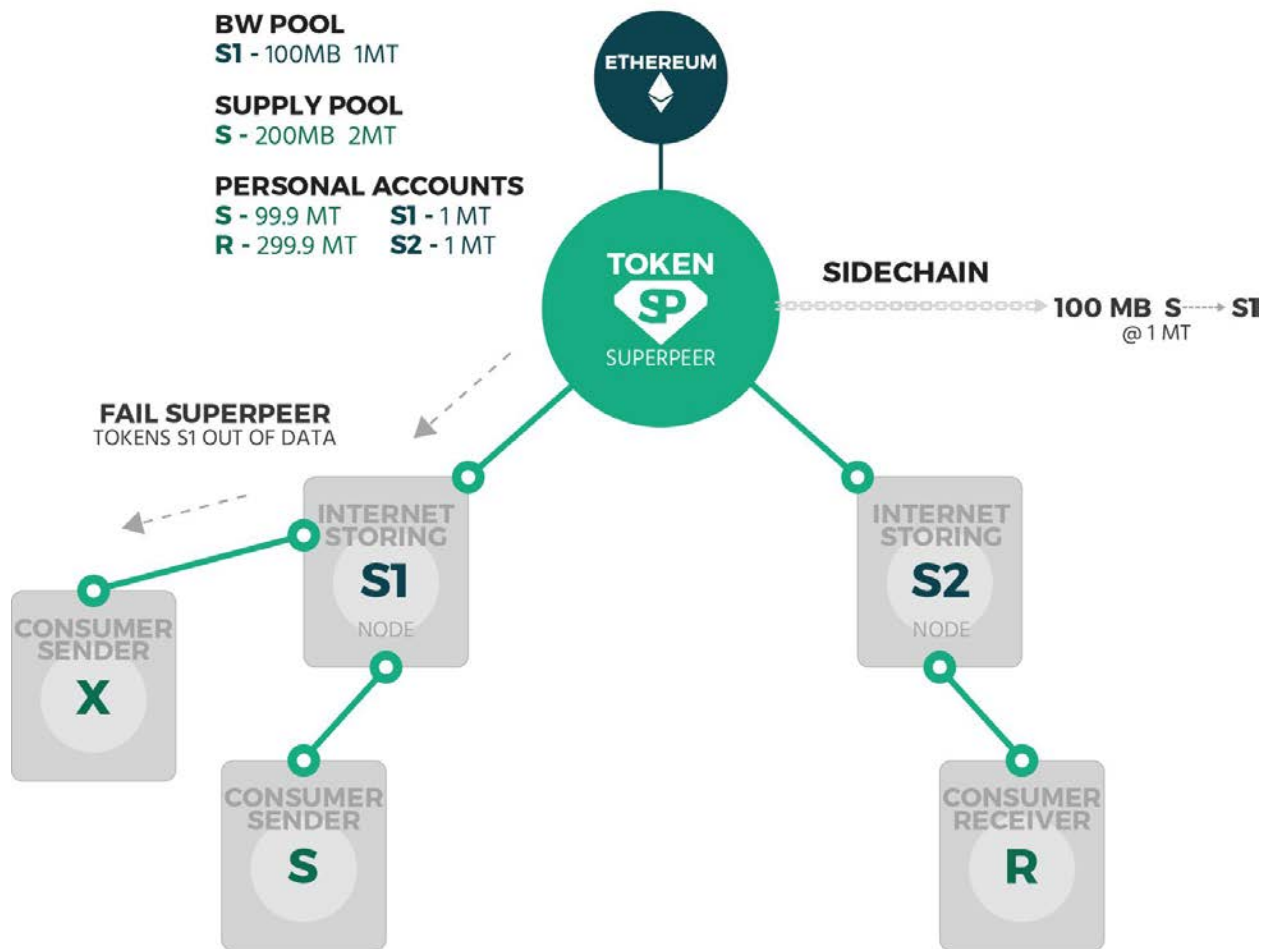 BW POOL
S1 - 100MB 1MT
SUPPLY POOL
S - 200MB 2MT
PERSONAL ACCOUNTS
S - 99.9 MT S1 - 1 MT
R - 299.9 MT S2 - 1 MT
ETHEREUM
TOKEN
SP
SUPERPEER
SIDECHAIN
100 MB S S1
@ 1 MT
FAIL SUPERPEER
TOKENS S1 OUT OF DATA
INTERNET
STORING
S1
NODE
INTERNET
STORING
S2
NODE
CONSUMER
SENDER
X
CONSUMER
SENDER
S
CONSUMER
RECEIVER
R